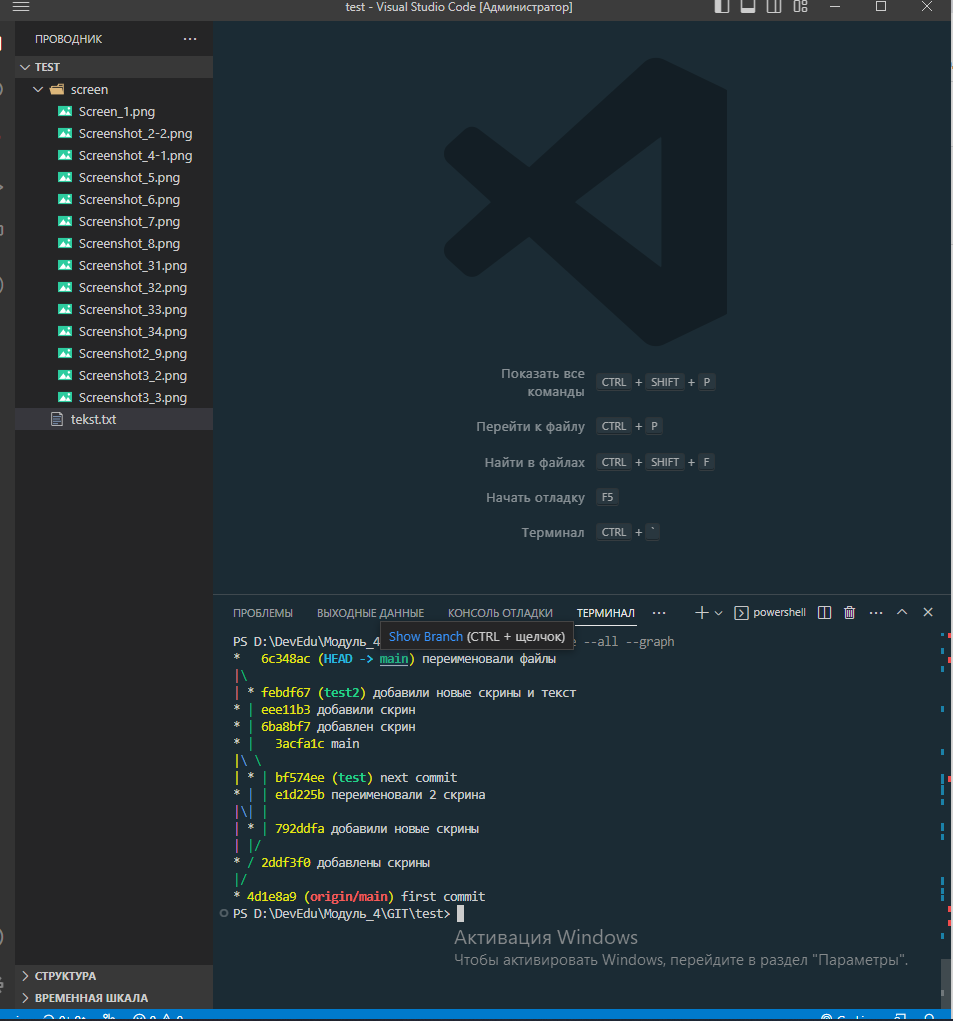 test - Visual Studio Code [Администратор]
ПРОВОДНИК
TEST
screen
Screen_1.png
Screenshot_2-2.png
Screenshot_4-1.png
Screenshot_5.png
Screenshot_6.png
Screenshot_7.png
Screenshot_8.png
Screenshot_31.png
Screenshot_32.png
Screenshot_33.png
Screenshot_34.png
Screenshot2_9.png
Screenshot3_2.png
Screenshot3_3.png
tekst.txt
СТРУКТУРА
ВРЕМЕННАЯ ШКАЛА
Показать все команды CTRL + SHIFT + P
Перейти к файлу CTRL + P
Найти в файлах CTRL + SHIFT + F
Начать отладку F5
Терминал CTRL + `
ПРОБЛЕМЫ ВЫХОДНЫЕ ДАННЫЕ КОНСОЛЬ ОТЛАДКИ ТЕРМИНАЛ ··· powershell
Show Branch (CTRL + щелчок)
PS D:\DevEdu\Модуль_4 --all --graph
*   6c348ac (HEAD -> main) переименовали файлы
|\
| * febdf67 (test2) добавили новые скрины и текст
* | eee11b3 добавили скрин
* | 6ba8bf7 добавлен скрин
* |   3acfa1c main
|\ \
| * | bf574ee (test) next commit
* | | e1d225b переименовали 2 скрина
|\| |
| * | 792ddfa добавили новые скрины
| |/
* / 2ddf3f0 добавлены скрины
|/
* 4d1e8a9 (origin/main) first commit
PS D:\DevEdu\Модуль_4\GIT\test>
Активация Windows
Чтобы активировать Windows, перейдите в раздел "Параметры".